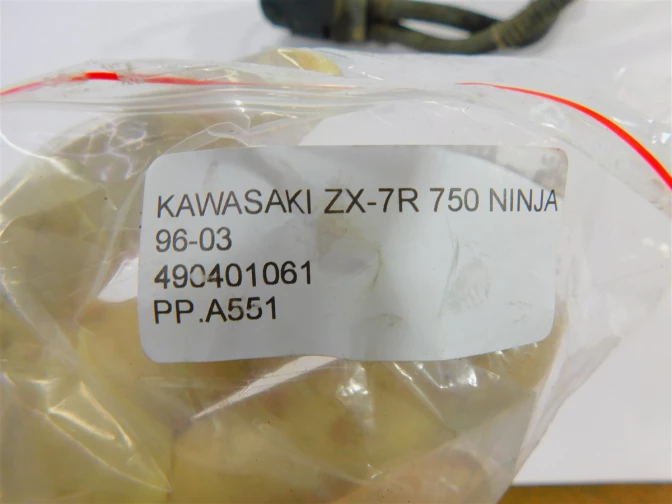 KAWASAKI ZX-7R 750 NINJA
96-03
490401061
PP.A551